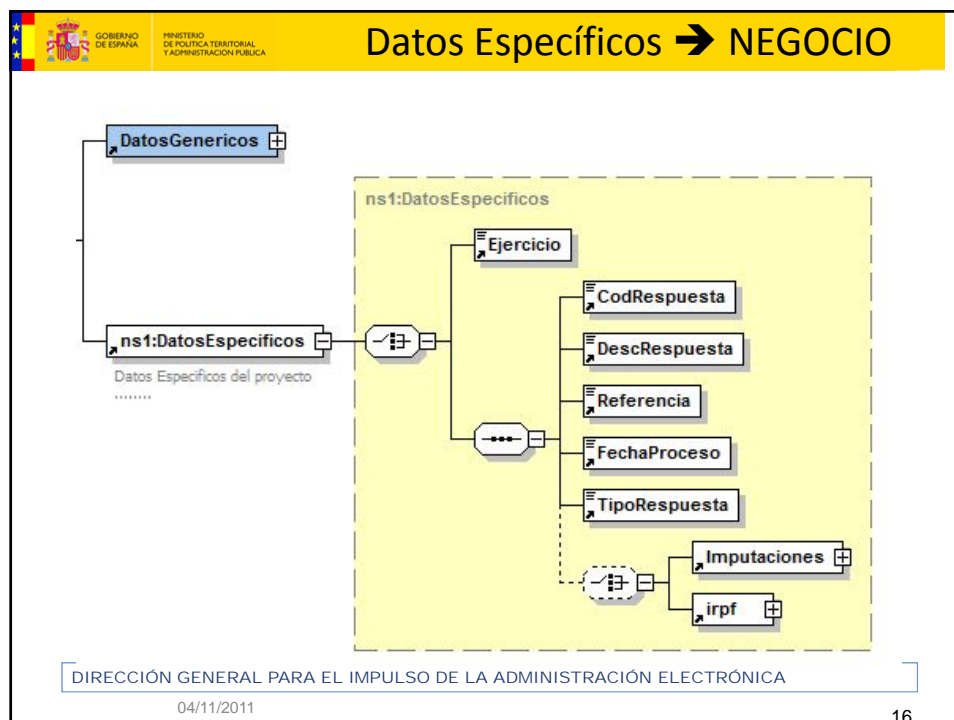 GOBIERNO
DE ESPAÑA
MINISTERIO
DE POLÍTICA TERRITORIAL
Y ADMINISTRACIÓN PÚBLICA
Datos Específicos ➔ NEGOCIO
DatosGenericos
ns1:DatosEspecificos
Ejercicio
CodRespuesta
ns1:DatosEspecificos
DescRespuesta
Datos Especificos del proyecto
........
Referencia
FechaProceso
TipoRespuesta
Imputaciones
irpf
DIRECCIÓN GENERAL PARA EL IMPULSO DE LA ADMINISTRACIÓN ELECTRÓNICA
04/11/2011
16